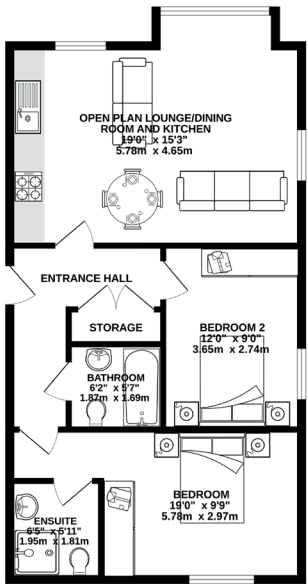 OPEN PLAN LOUNGE/DINING
ROOM AND KITCHEN
19'0" x 15'3"
5.78m x 4.65m
ENTRANCE HALL
STORAGE
BEDROOM 2
12'0" x 9'0"
3.65m x 2.74m
BATHROOM
6'2" x 5'7"
1.87m x 1.69m
BEDROOM
19'0" x 9'9"
5.78m x 2.97m
ENSUITE
6'5" x 5'11"
1.95m x 1.81m